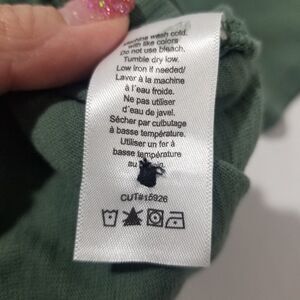 Machine wash cold,
with like colors
Do not use bleach,
Tumble dry low.
Low iron if needed/
Laver à la machine
à l'eau froide.
Ne pas utiliser
d'eau de javel.
Sécher par culbutage
à basse température.
Utiliser un fer à
basse température
au
CUT#15926